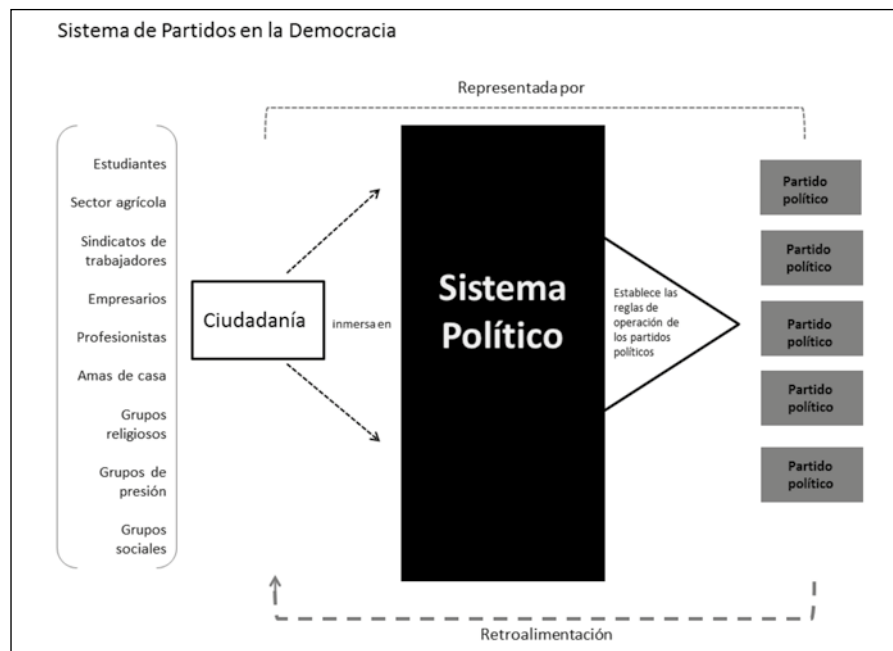 Sistema de Partidos en la Democracia
Representada por
Estudiantes
Sector agrícola
Sindicatos de
trabajadores
Empresarios
Profesionistas
Amas de casa
Grupos
religiosos
Grupos de
presión
Grupos
sociales
Ciudadanía
inmersa en
Sistema
Político
Establece las
reglas de
operación de
los partidos
políticos
Partido
político
Partido
político
Partido
político
Partido
político
Partido
político
Retroalimentación